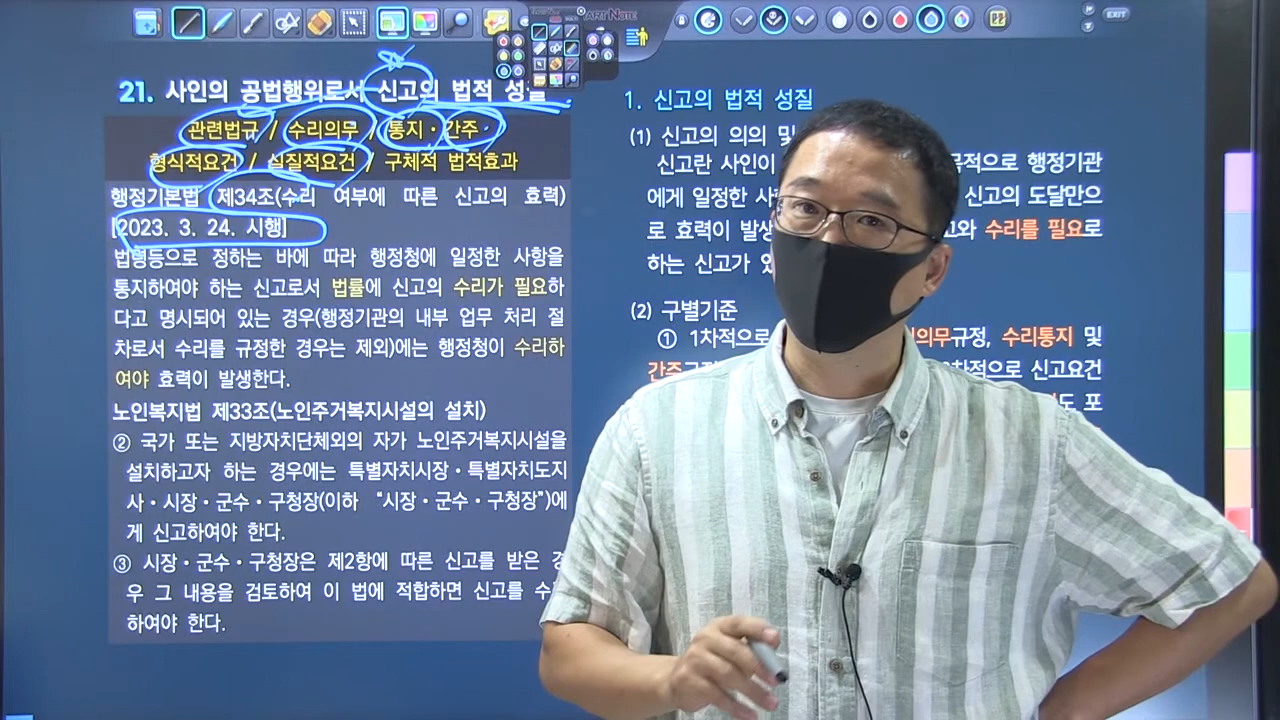 ART NOTE
EXIT
21. 사인의 공법행위로서 신고의 법적 성질
관련법규 / 수리의무 / 통지·간주
형식적요건 / 실질적요건 / 구체적 법적효과
행정기본법 제34조(수리 여부에 따른 신고의 효력)
[2023. 3. 24. 시행]
법령등으로 정하는 바에 따라 행정청에 일정한 사항을
통지하여야 하는 신고로서 법률에 신고의 수리가 필요하
다고 명시되어 있는 경우(행정기관의 내부 업무 처리 절
차로서 수리를 규정한 경우는 제외)에는 행정청이 수리하
여야 효력이 발생한다.
노인복지법 제33조(노인주거복지시설의 설치)
② 국가 또는 지방자치단체외의 자가 노인주거복지시설을
설치하고자 하는 경우에는 특별자치시장·특별자치도지
사·시장·군수·구청장(이하 “시장·군수·구청장”)에
게 신고하여야 한다.
③ 시장·군수·구청장은 제2항에 따른 신고를 받은 경
우 그 내용을 검토하여 이 법에 적합하면 신고를 수
하여야 한다.
1. 신고의 법적 성질
(1) 신고의 의의 및
신고란 사인이 목적으로 행정기관
에게 일정한 사 신고의 도달만으
로 효력이 발생 와 수리를 필요로
하는 신고가 있
(2) 구별기준
① 1차적으로 의무규정, 수리통지 및
간주 차적으로 신고요건
도 포